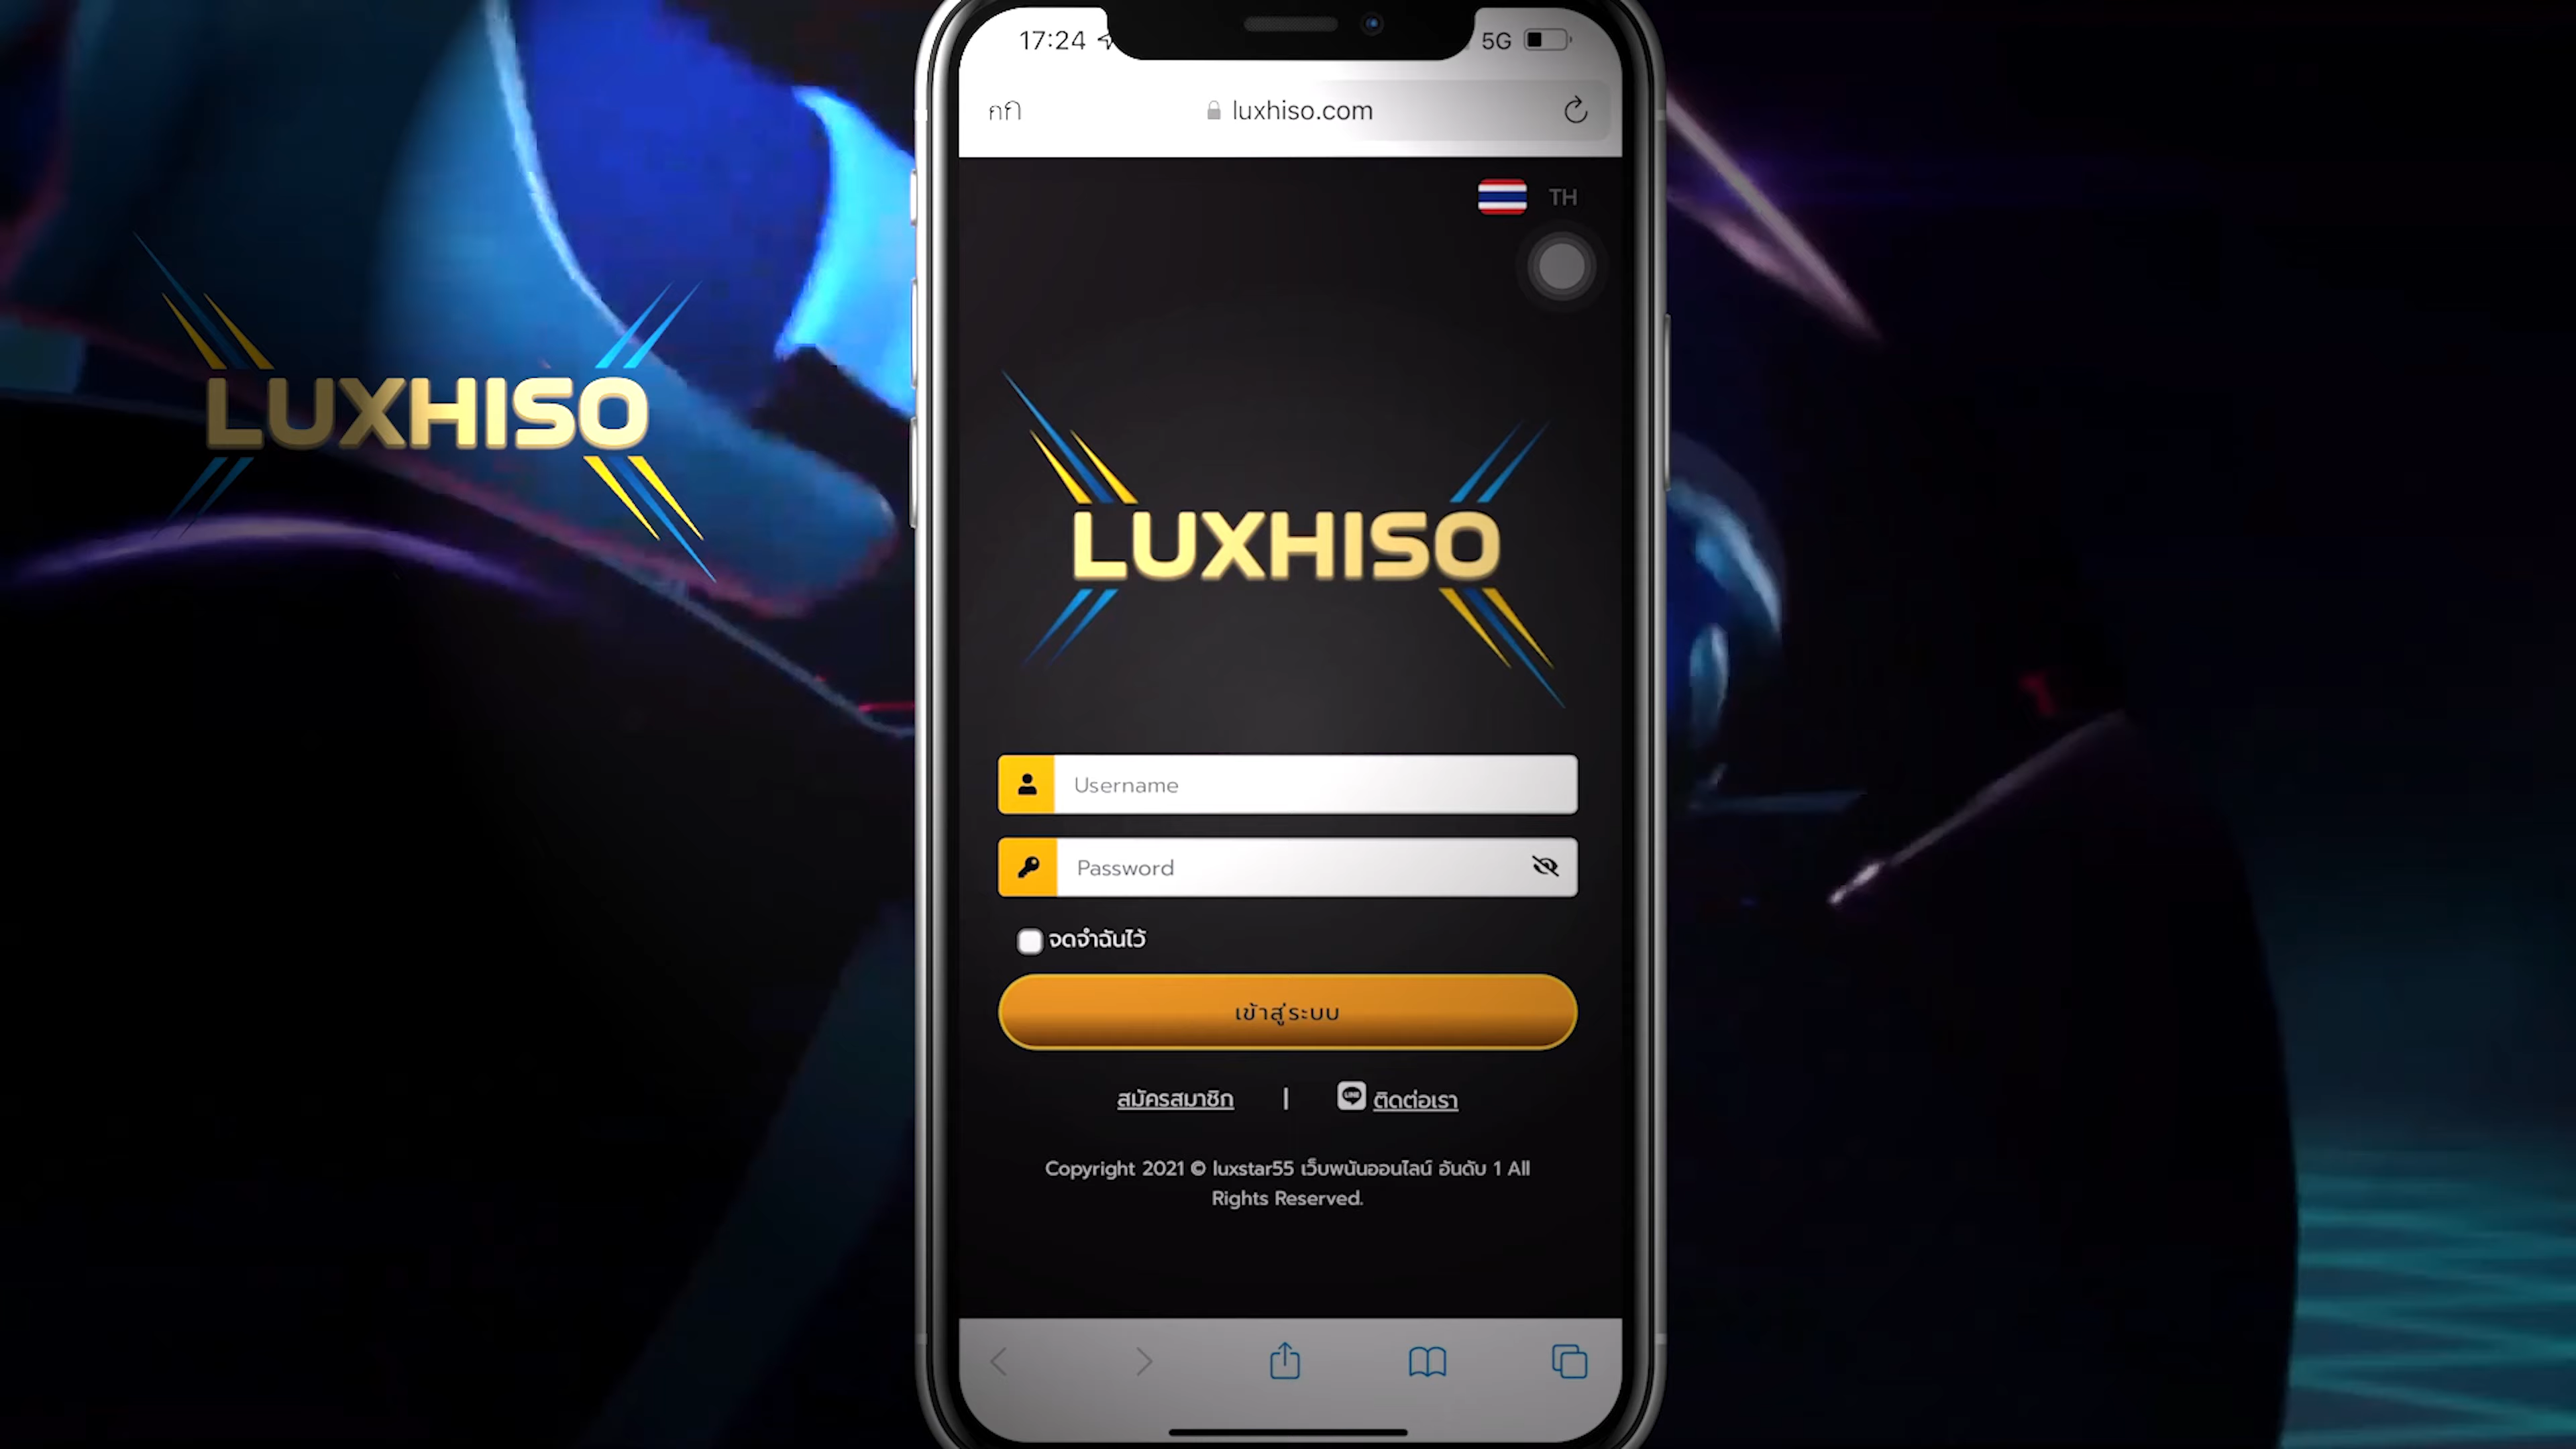 17:24
5G
กก
luxhiso.com
TH
LUXHISO
LUXHISO
Username
Password
จดจำฉันไว้
เข้าสู่ระบบ
สมัครสมาชิก | LINE ติดต่อเรา
Copyright 2021 © luxstar55 เว็บพนันออนไลน์ อันดับ 1 All
Rights Reserved.